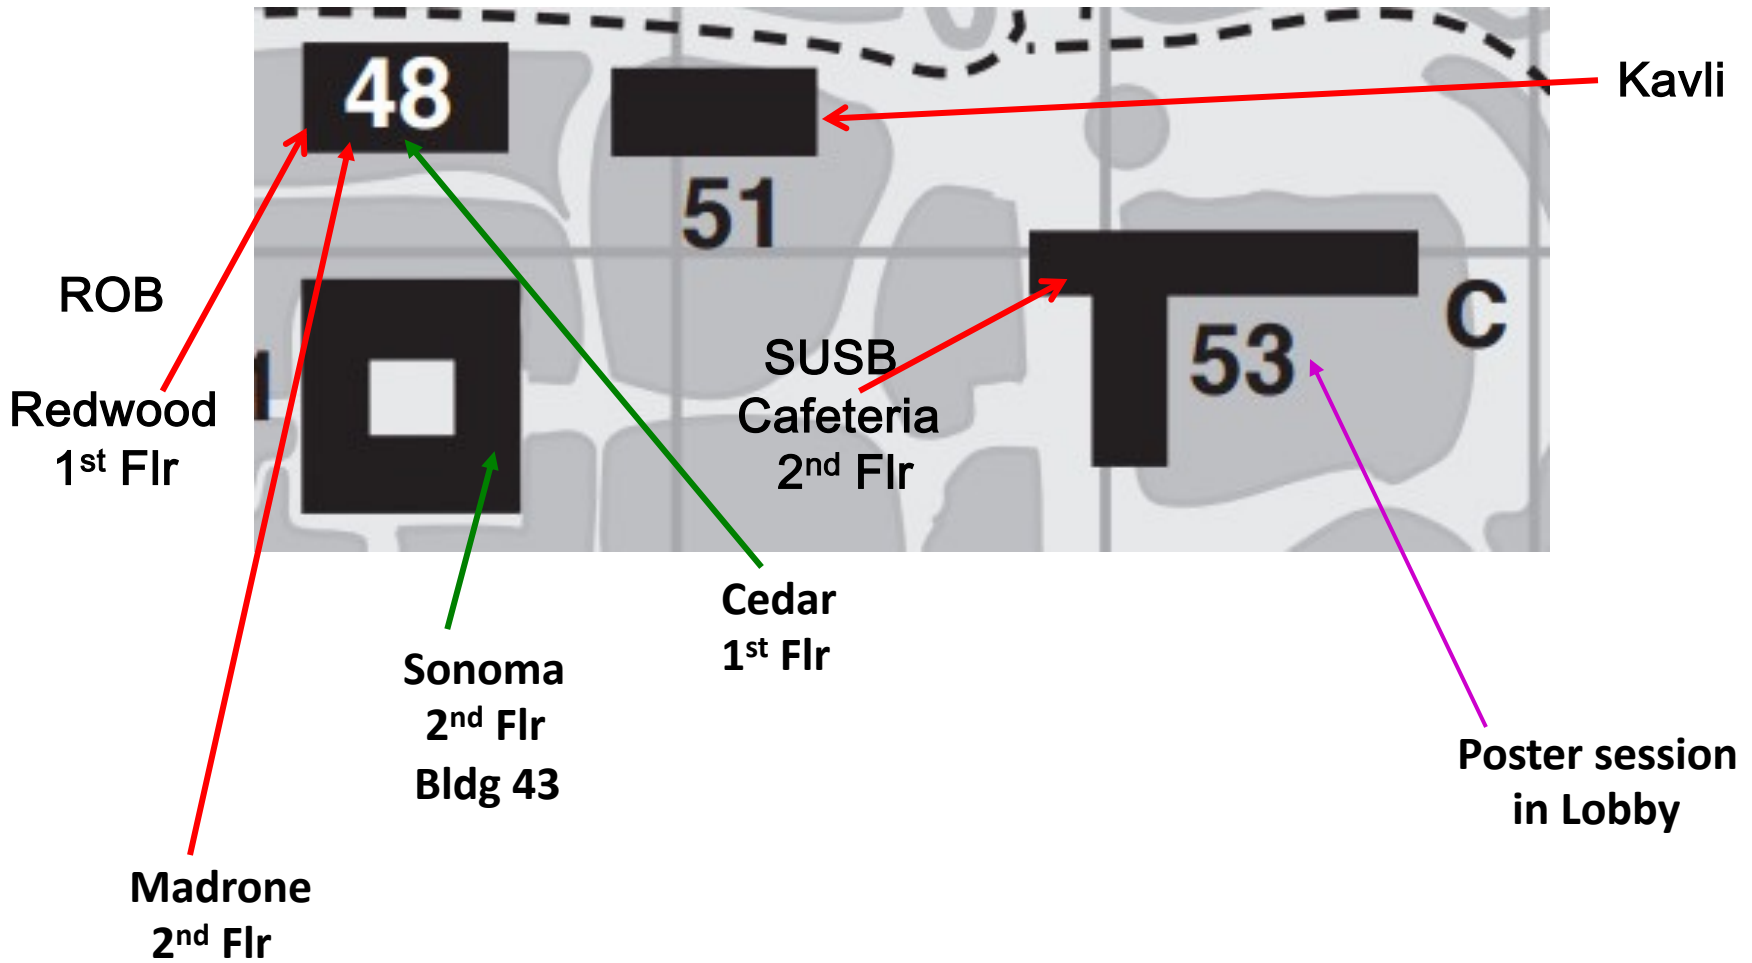 48
Kavli
51
ROB
C
53
1
SUSB
Cafeteria
2nd Flr
Redwood
1st Flr
Cedar
1st Flr
Sonoma
2nd Flr
Bldg 43
Poster session
in Lobby
Madrone
2nd Flr